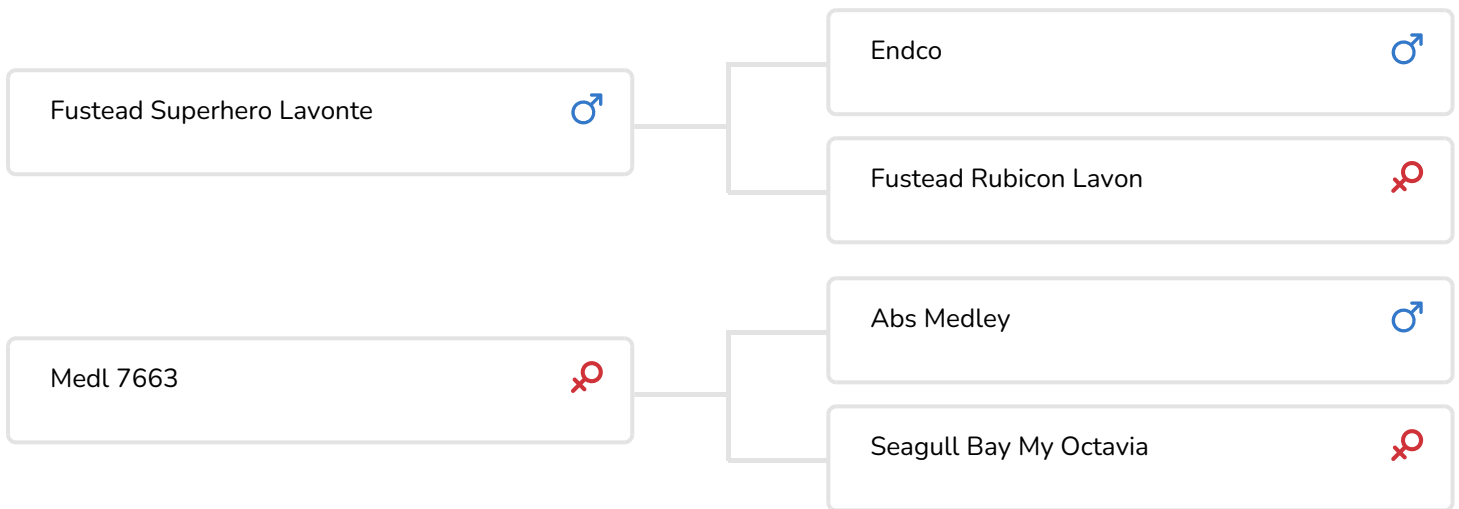 Endco
Fustead Superhero Lavonte
Fustead Rubicon Lavon
Abs Medley
Medl 7663
Seagull Bay My Octavia